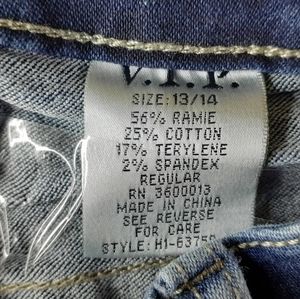 V.I.P.
SIZE: 13/14
56% RAMIE
25% COTTON
17% TERYLENE
2% SPANDEX
REGULAR
RN 3600013
MADE IN CHINA
SEE REVERSE
FOR CARE
STYLE: